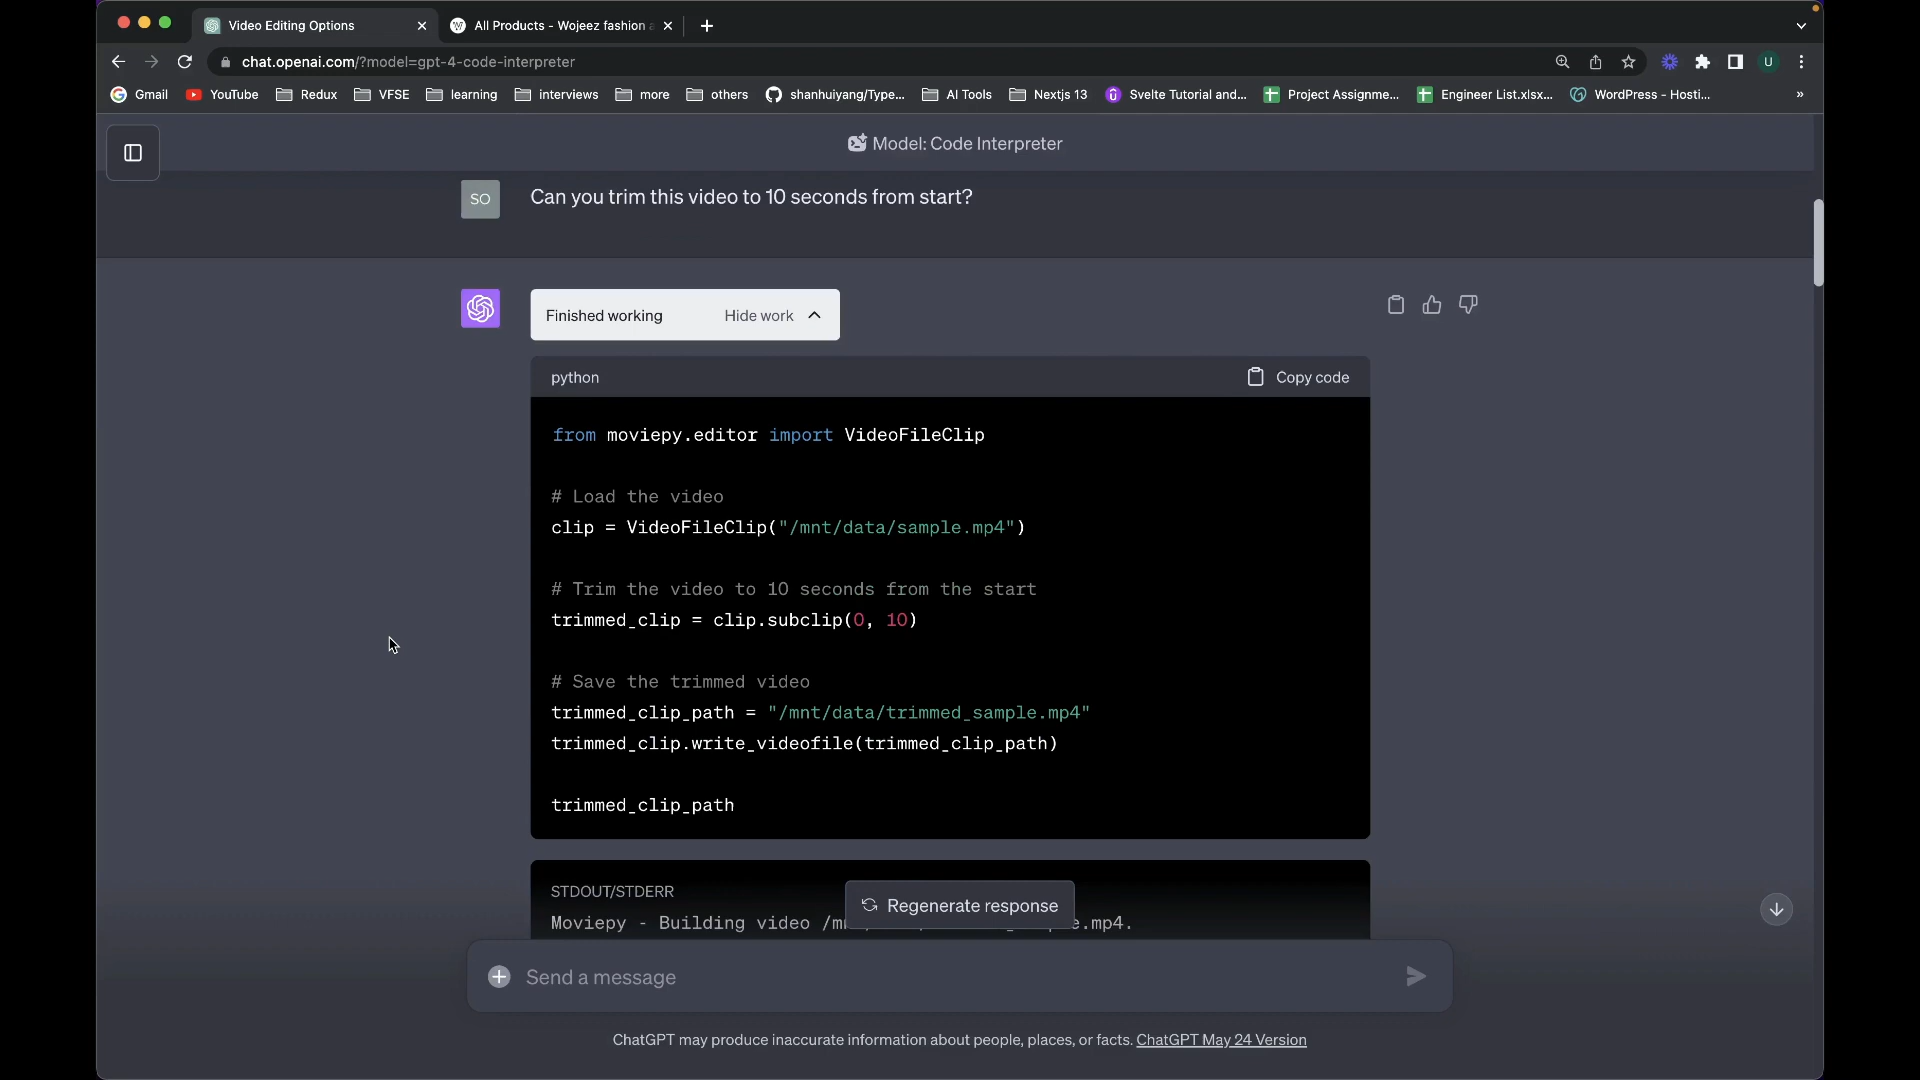 Video Editing Options
All Products - Wojeez fashion a
chat.openai.com/?model=gpt-4-code-interpreter
U
Gmail
YouTube
Redux
VFSE
learning
interviews
more
others
shanhuiyang/Type...
AI Tools
Nextjs 13
Svelte Tutorial and...
Project Assignme...
Engineer List.xlsx...
WordPress - Hosti...
»
Model: Code Interpreter
SO
Can you trim this video to 10 seconds from start?
Finished working
Hide work
python
Copy code
from moviepy.editor import VideoFileClip
# Load the video
clip = VideoFileClip("/mnt/data/sample.mp4")
# Trim the video to 10 seconds from the start
trimmed_clip = clip.subclip(0, 10)
# Save the trimmed video
trimmed_clip_path = "/mnt/data/trimmed_sample.mp4"
trimmed_clip.write_videofile(trimmed_clip_path)
trimmed_clip_path
STDOUT/STDERR
Regenerate response
Moviepy - Building video /m e.mp4.
Send a message
ChatGPT may produce inaccurate information about people, places, or facts. ChatGPT May 24 Version